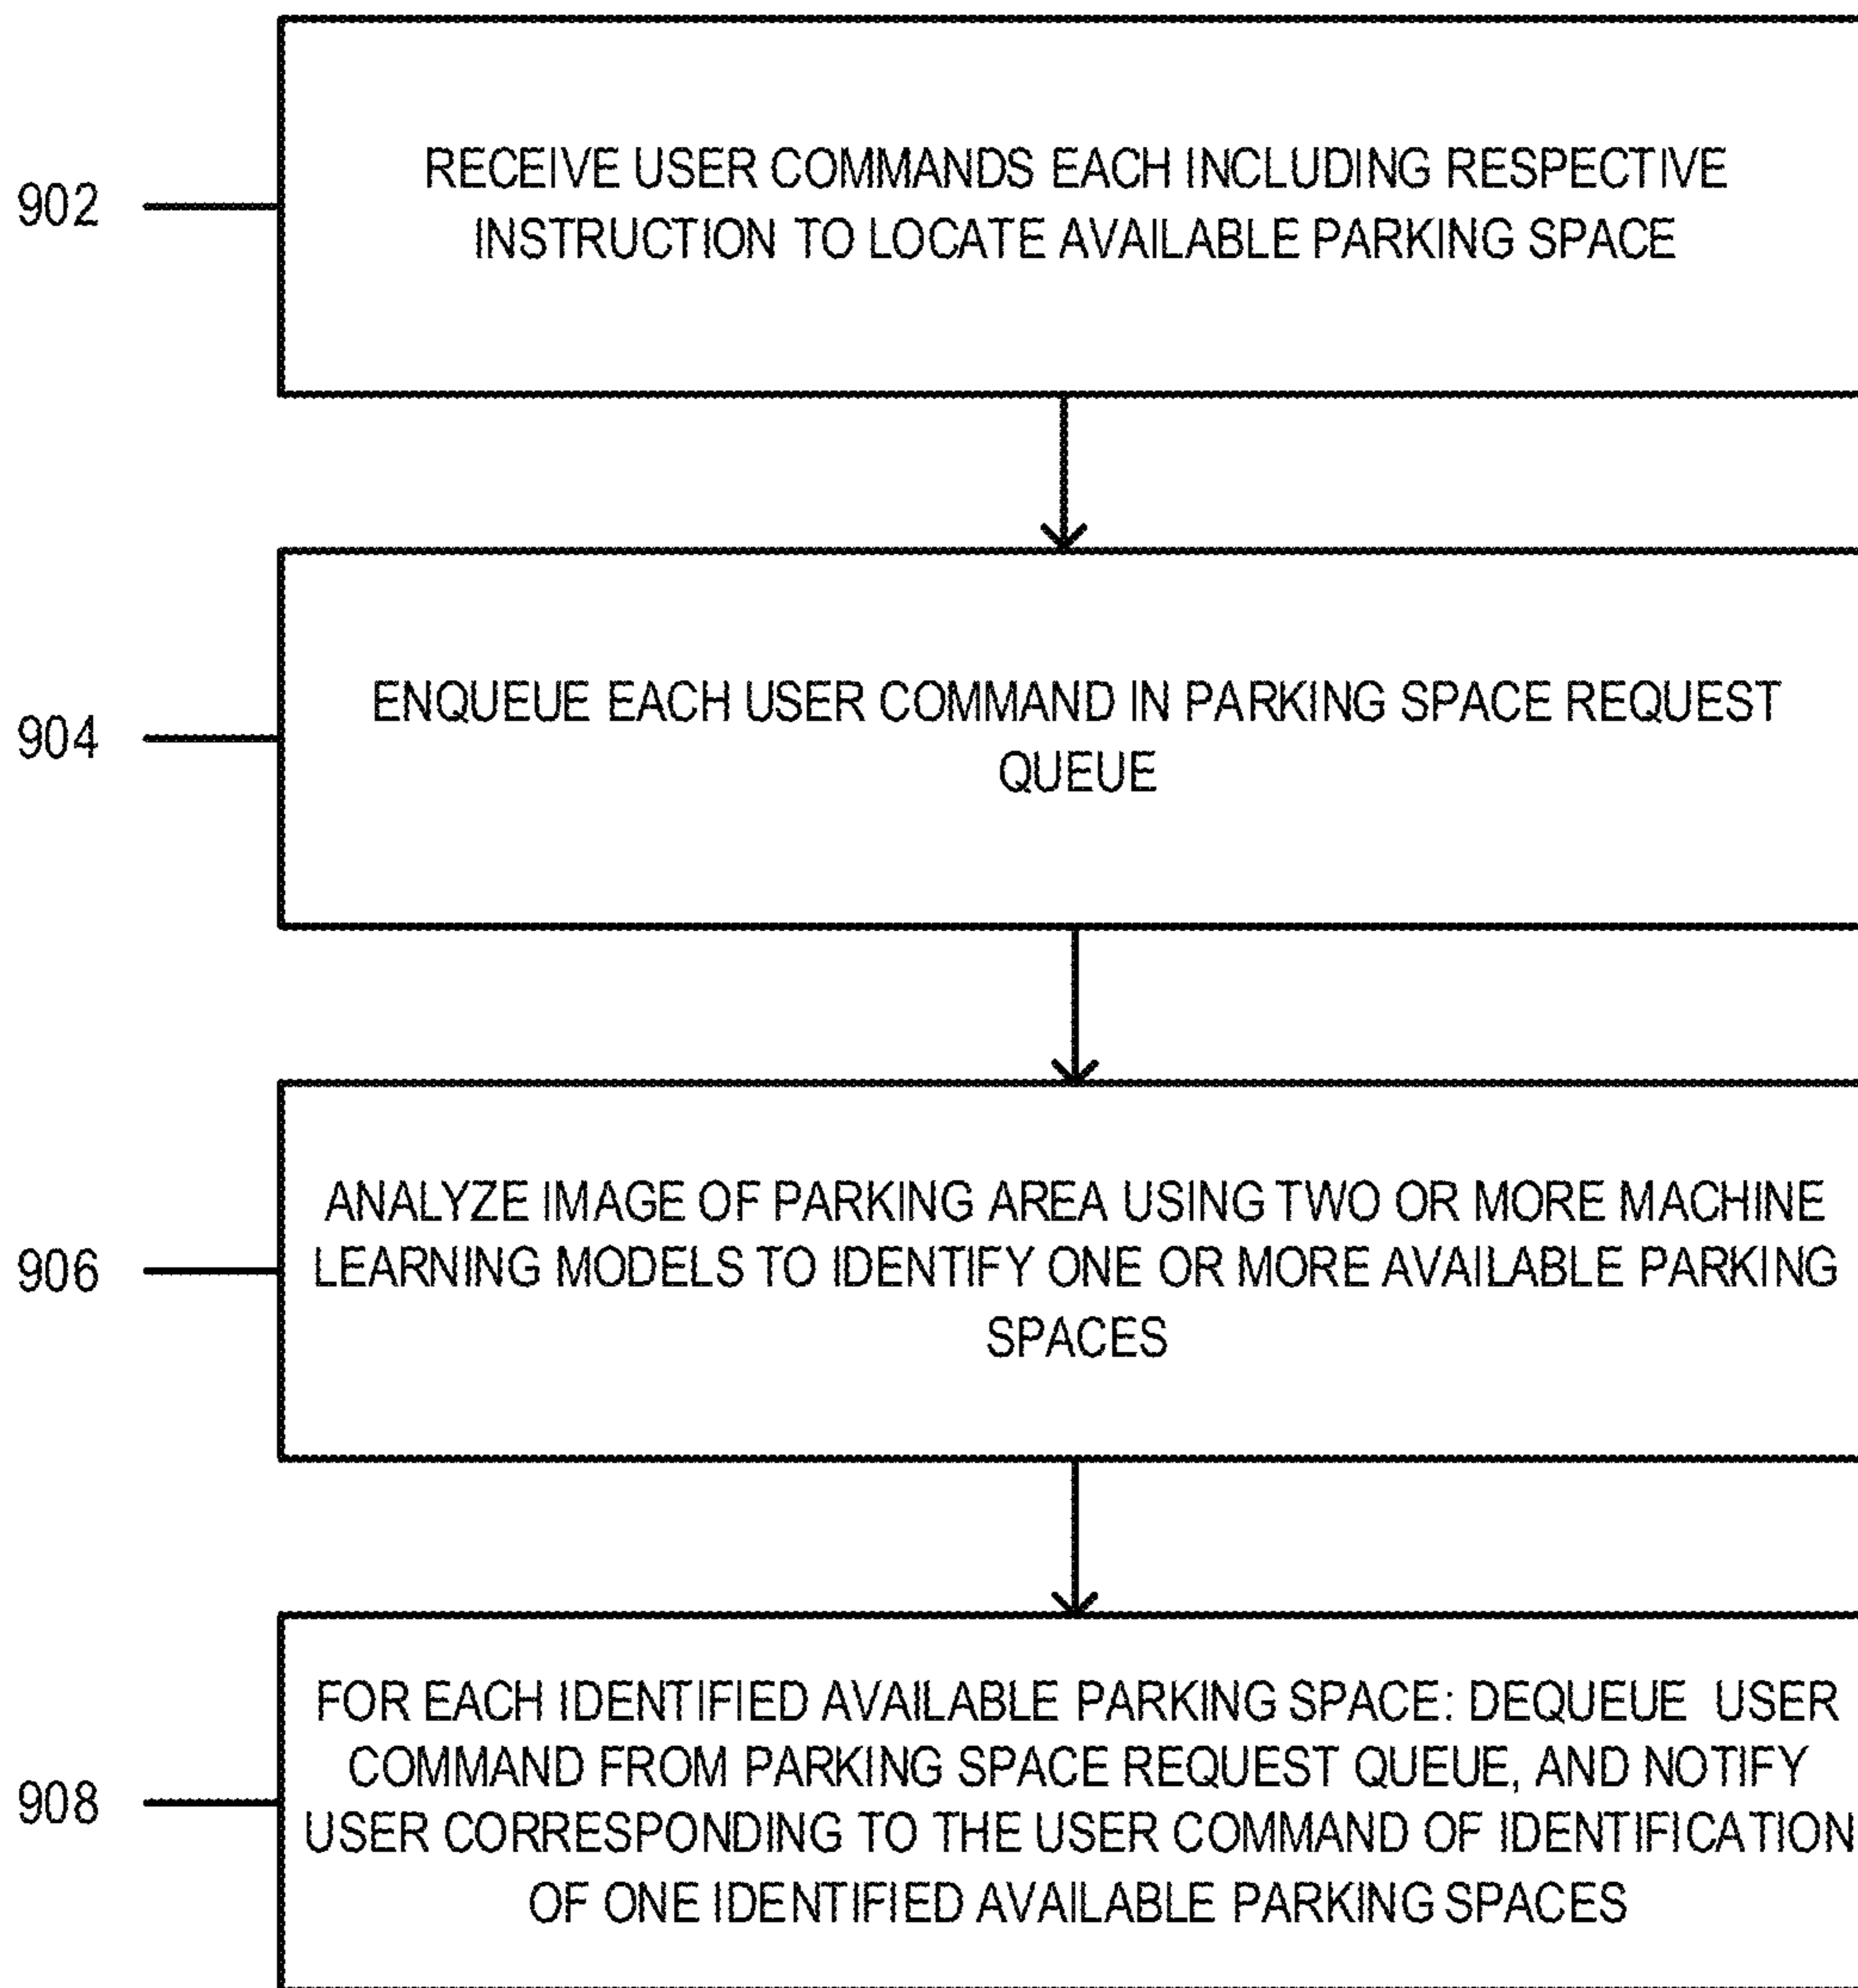 RECEIVE USER COMMANDS EACH INCLUDING RESPECTIVE
902
INSTRUCTION TO LOCATE AVAILABLE PARKING SPACE
ENQUEUE EACH USER COMMAND IN PARKING SPACE REQUEST
904
QUEUE
ANALYZE IMAGE OF PARKING AREA USING TWO OR MORE MACHINE
906
LEARNING MODELS TO IDENTIFY ONE OR MORE AVAILABLE PARKING
SPACES
FOR EACH IDENTIFIED AVAILABLE PARKING SPACE: DEQUEUE USER
COMMAND FROM PARKING SPACE REQUEST QUEUE, AND NOTIFY
908
USER CORRESPONDING TO THE USER COMMAND OF IDENTIFICATION
OF ONE IDENTIFIED AVAILABLE PARKING SPACES